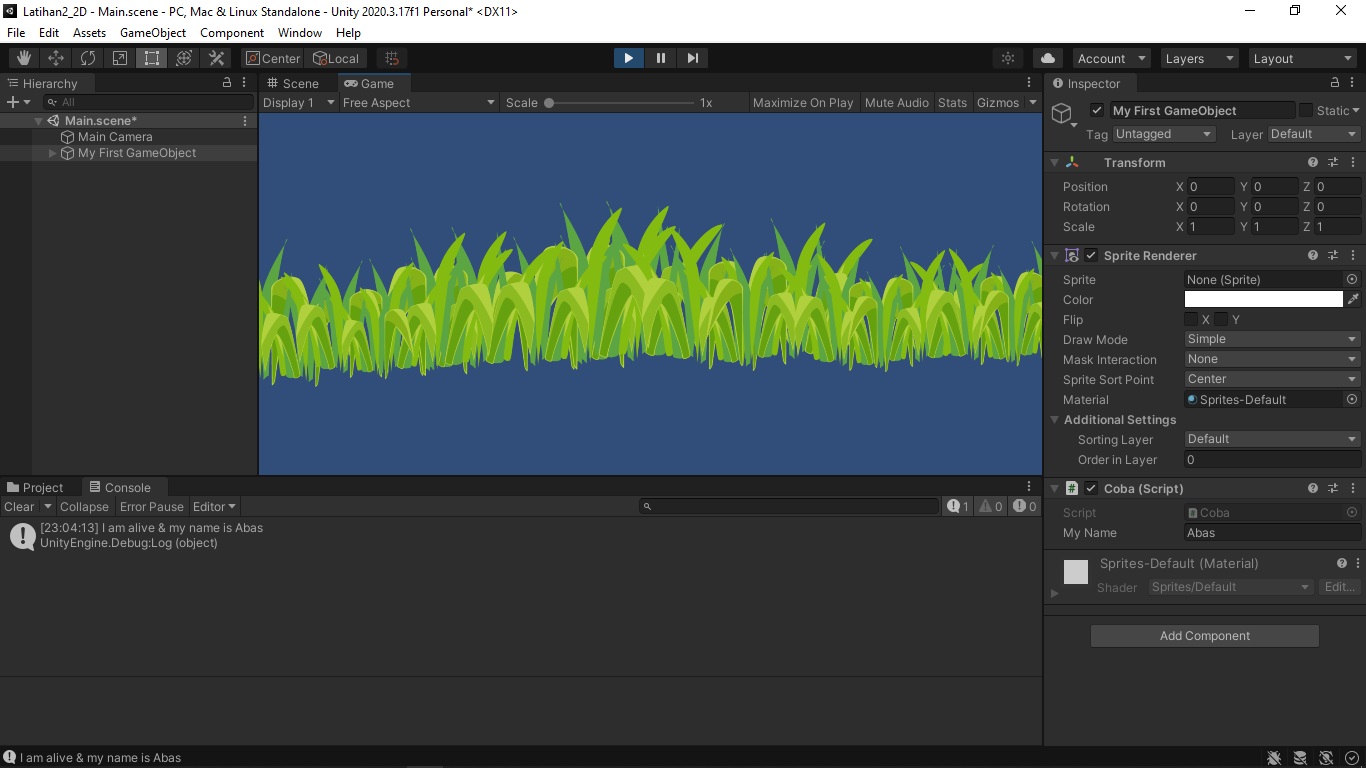 Latihan2_2D - Main.scene - PC, Mac & Linux Standalone - Unity 2020.3.17f1 Personal* <DX11>
File Edit Assets GameObject Component Window Help
Center Local Account Layers Layout
Hierarchy
All
Main.scene*
Main Camera
My First GameObject
Scene Game
Display 1 Free Aspect Scale 1x Maximize On Play Mute Audio Stats Gizmos
Project Console
Clear Collapse Error Pause Editor 1 0 0
[23:04:13] I am alive & my name is Abas
UnityEngine.Debug:Log (object)
Inspector
My First GameObject Static
Tag Untagged Layer Default
Transform
Position X 0 Y 0 Z 0
Rotation X 0 Y 0 Z 0
Scale X 1 Y 1 Z 1
Sprite Renderer
Sprite None (Sprite)
Color
Flip X Y
Draw Mode Simple
Mask Interaction None
Sprite Sort Point Center
Material Sprites-Default
Additional Settings
Sorting Layer Default
Order in Layer 0
# Coba (Script)
Script Coba
My Name Abas
Sprites-Default (Material)
Shader Sprites/Default Edit...
Add Component
I am alive & my name is Abas